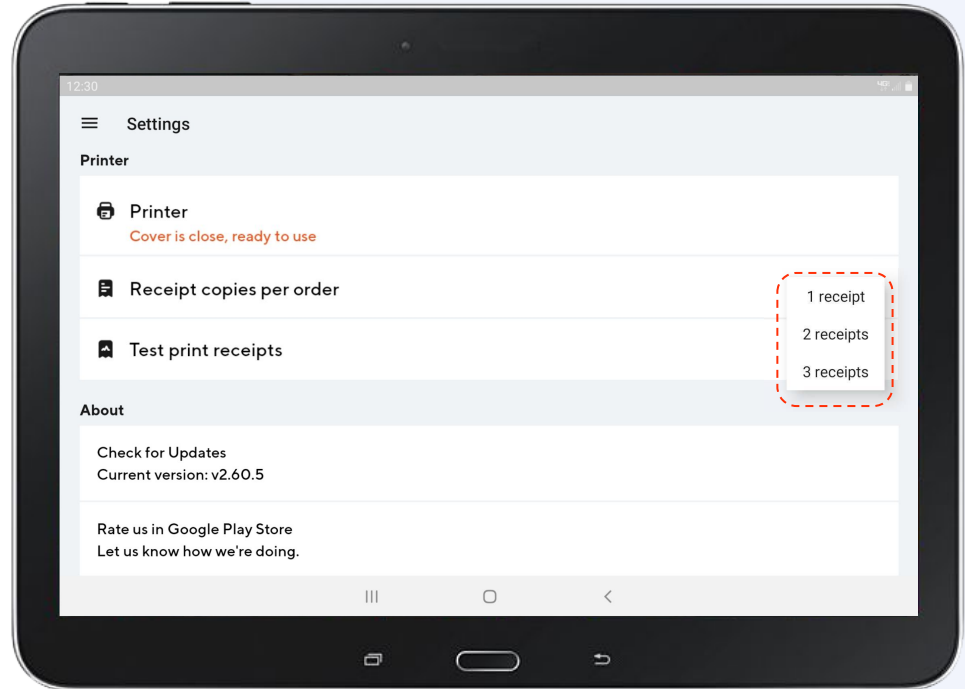 12:30
Settings
Printer
Printer
Cover is close, ready to use
Receipt copies per order
1 receipt
2 receipts
3 receipts
Test print receipts
About
Check for Updates
Current version: v2.60.5
Rate us in Google Play Store
Let us know how we're doing.